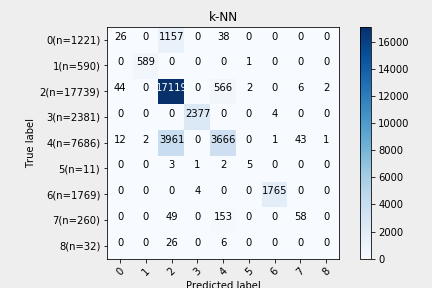 k-NN
0(n=1221) 26 0 1157 0 38 0 0 0 0
1(n=590) 0 589 0 0 0 1 0 0 0
2(n=17739) 44 0 17119 0 566 2 0 6 2
3(n=2381) 0 0 0 2377 0 0 4 0 0
4(n=7686) 12 2 3961 0 3666 0 1 43 1
5(n=11) 0 0 3 1 2 5 0 0 0
6(n=1769) 0 0 0 4 0 0 1765 0 0
7(n=260) 0 0 49 0 153 0 0 58 0
8(n=32) 0 0 26 0 6 0 0 0 0
0 1 2 3 4 5 6 7 8
True label
Predicted label
16000
14000
12000
10000
8000
6000
4000
2000
0